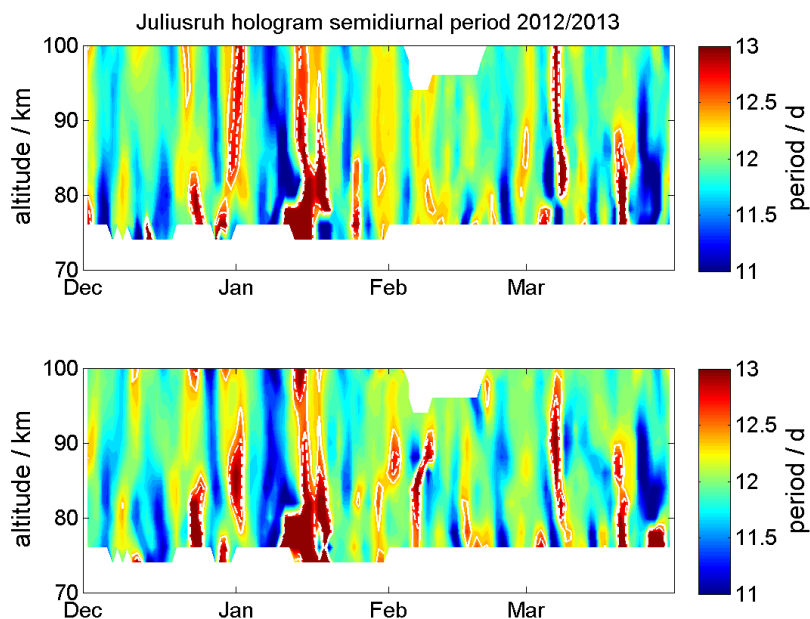 Juliusruh hologram semidiurnal period 2012/2013
100
90
80
70
altitude / km
Dec
Jan
Feb
Mar
13
12.5
12
11.5
11
period / d
100
90
80
70
altitude / km
Dec
Jan
Feb
Mar
13
12.5
12
11.5
11
period / d